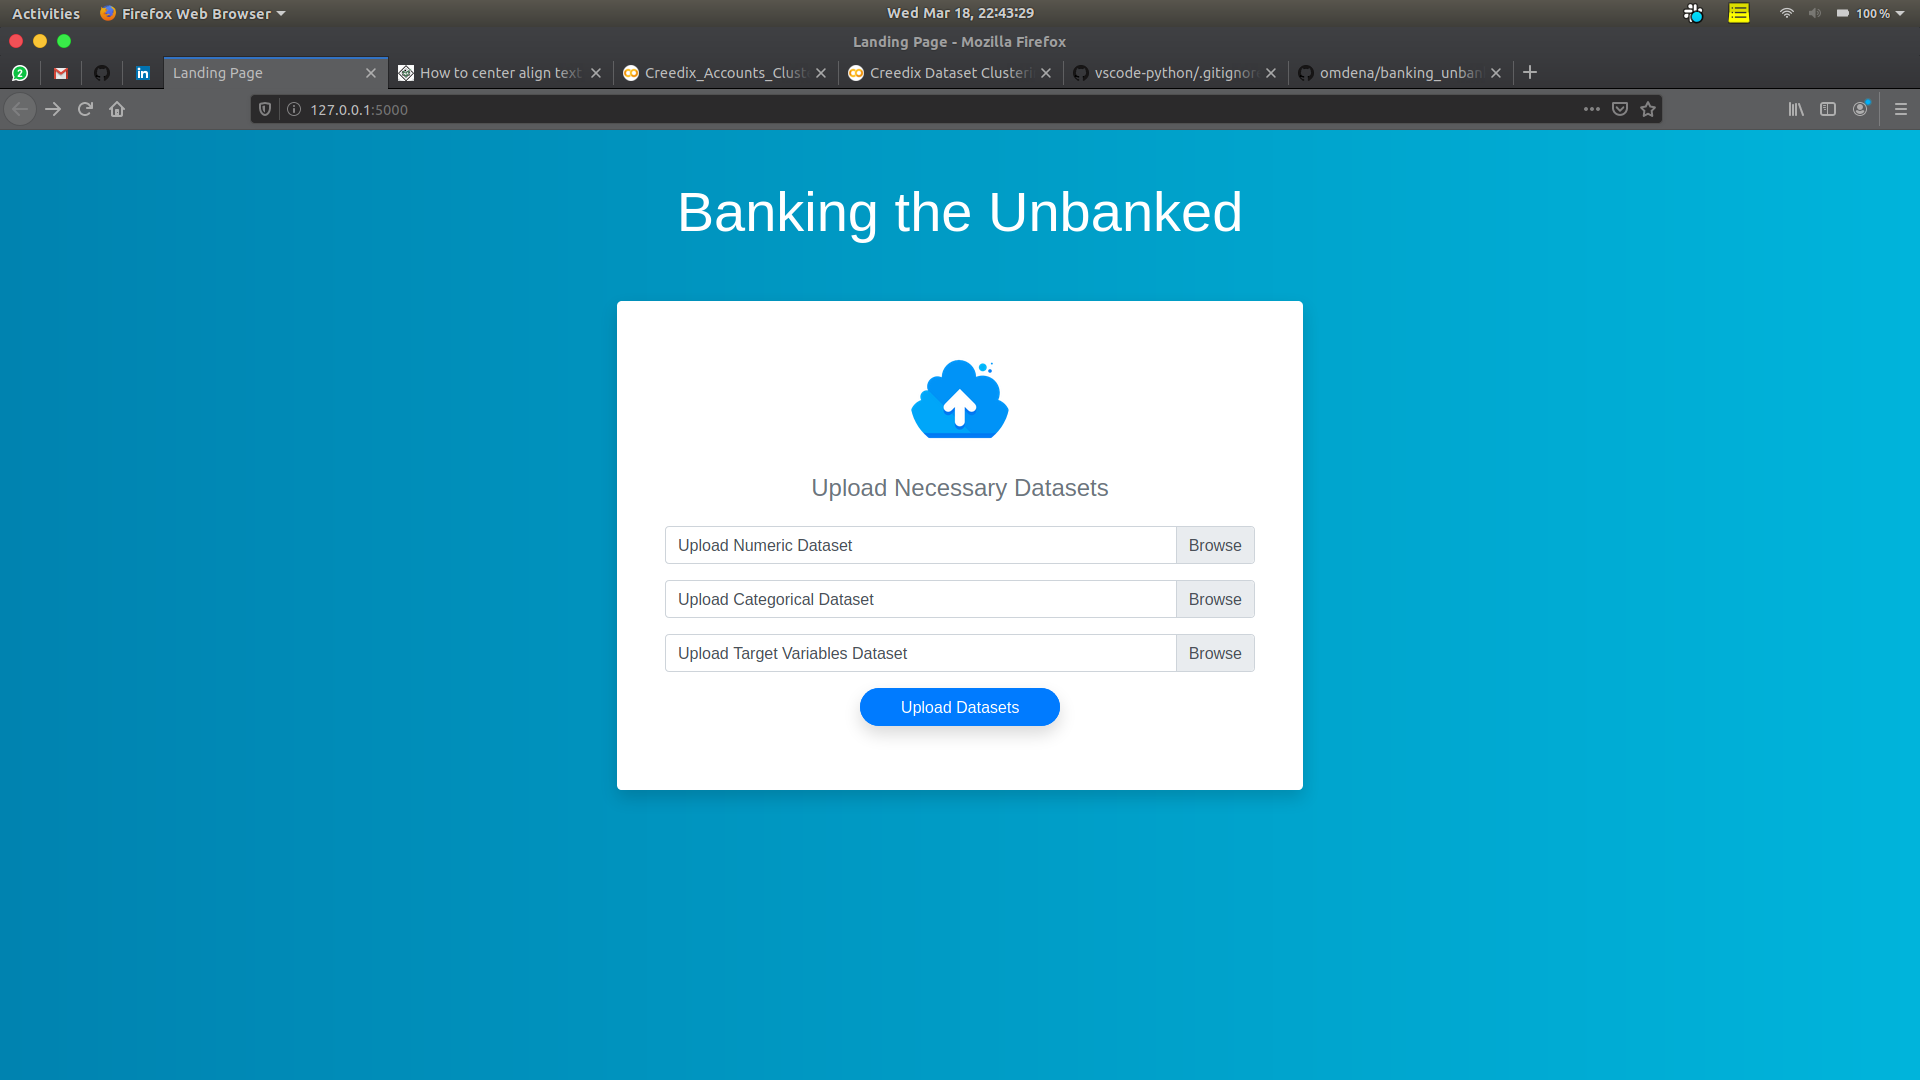 Activities Firefox Web Browser Wed Mar 18, 22:43:29 100 %
Landing Page - Mozilla Firefox
2 in Landing Page How to center align text Creedix_Accounts_Clust Creedix Dataset Clusteri vscode-python/.gitignor omdena/banking_unban
127.0.0.1:5000
Banking the Unbanked
Upload Necessary Datasets
Upload Numeric Dataset Browse
Upload Categorical Dataset Browse
Upload Target Variables Dataset Browse
Upload Datasets